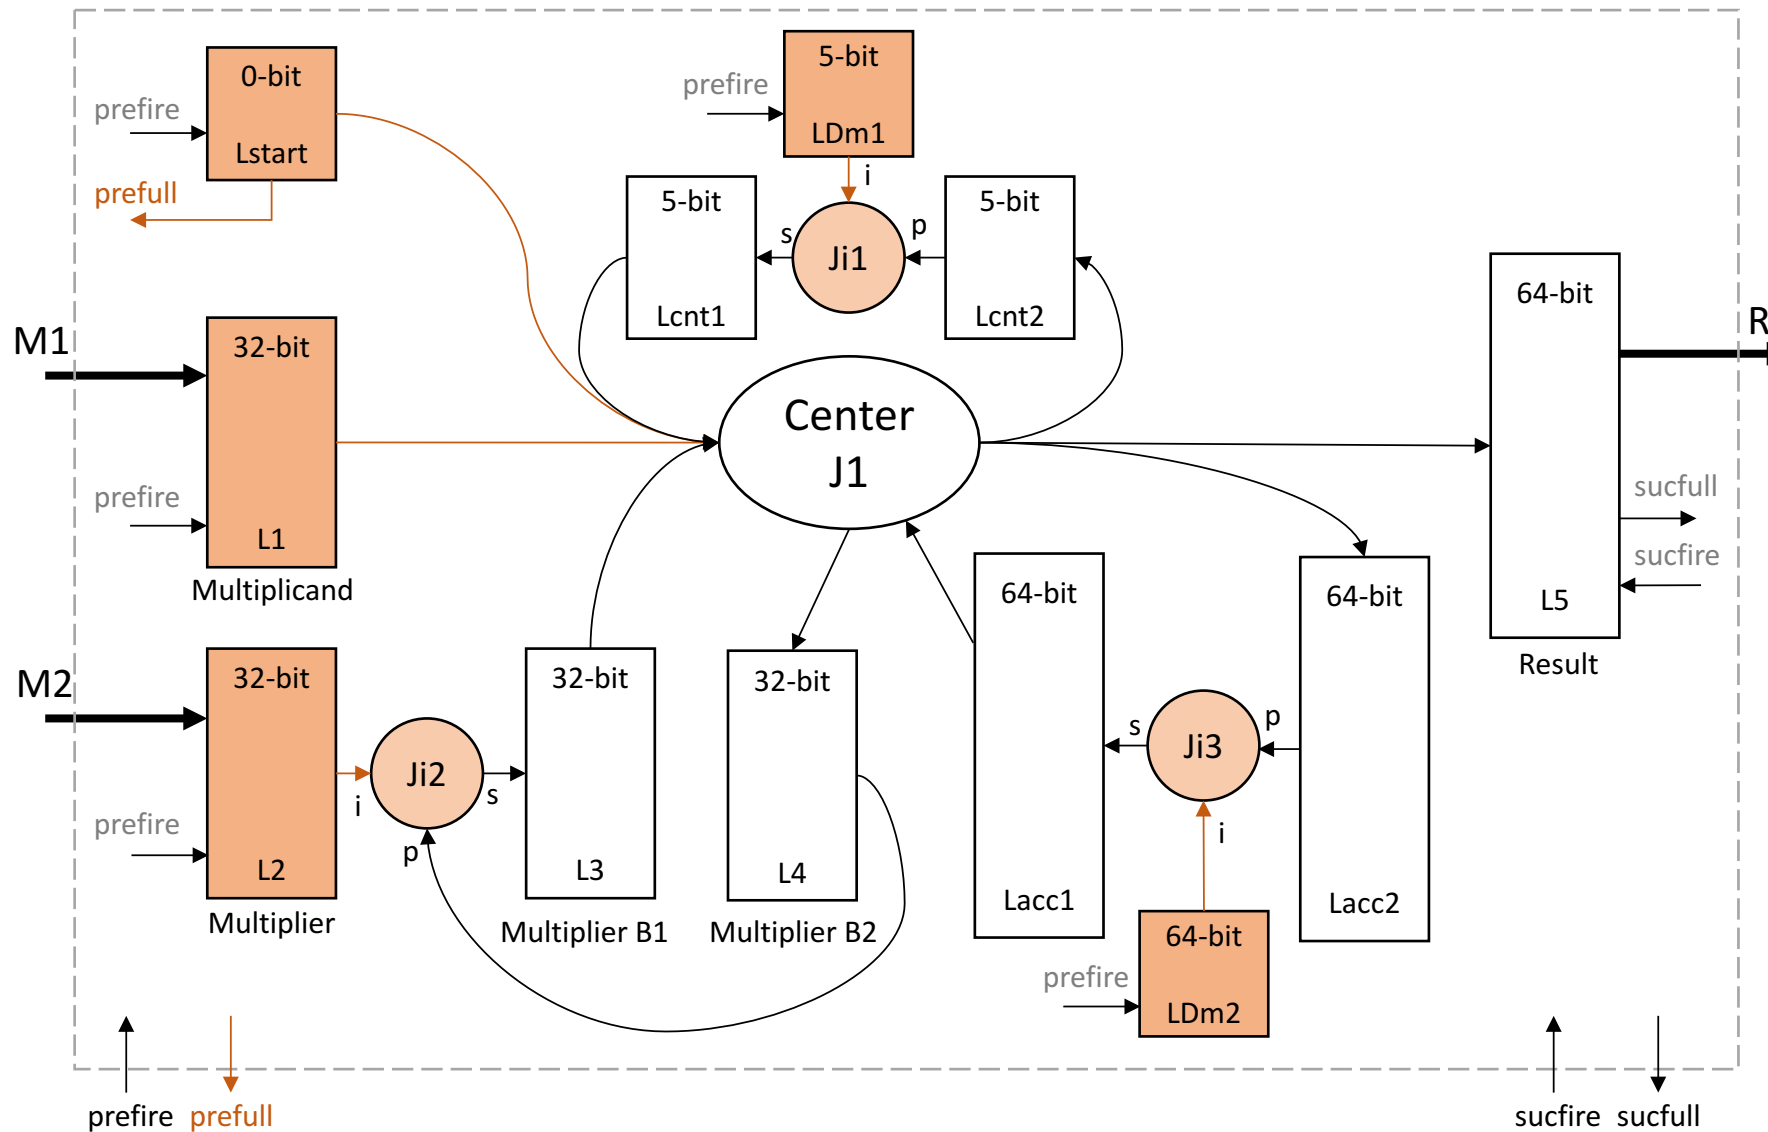 0-bit
prefire
Lstart
prefull
5-bit
prefire
LDm1
i
5-bit
s
Ji1
p
5-bit
Lcnt1
Lcnt2
M1
32-bit
prefire
L1
Multiplicand
Center
J1
64-bit
R
sucfull
sucfire
L5
Result
M2
32-bit
prefire
L2
Multiplier
i
Ji2
s
p
32-bit
L3
Multiplier B1
32-bit
L4
Multiplier B2
64-bit
Lacc1
s
Ji3
p
i
64-bit
Lacc2
64-bit
prefire
LDm2
prefire
prefull
sucfire
sucfull